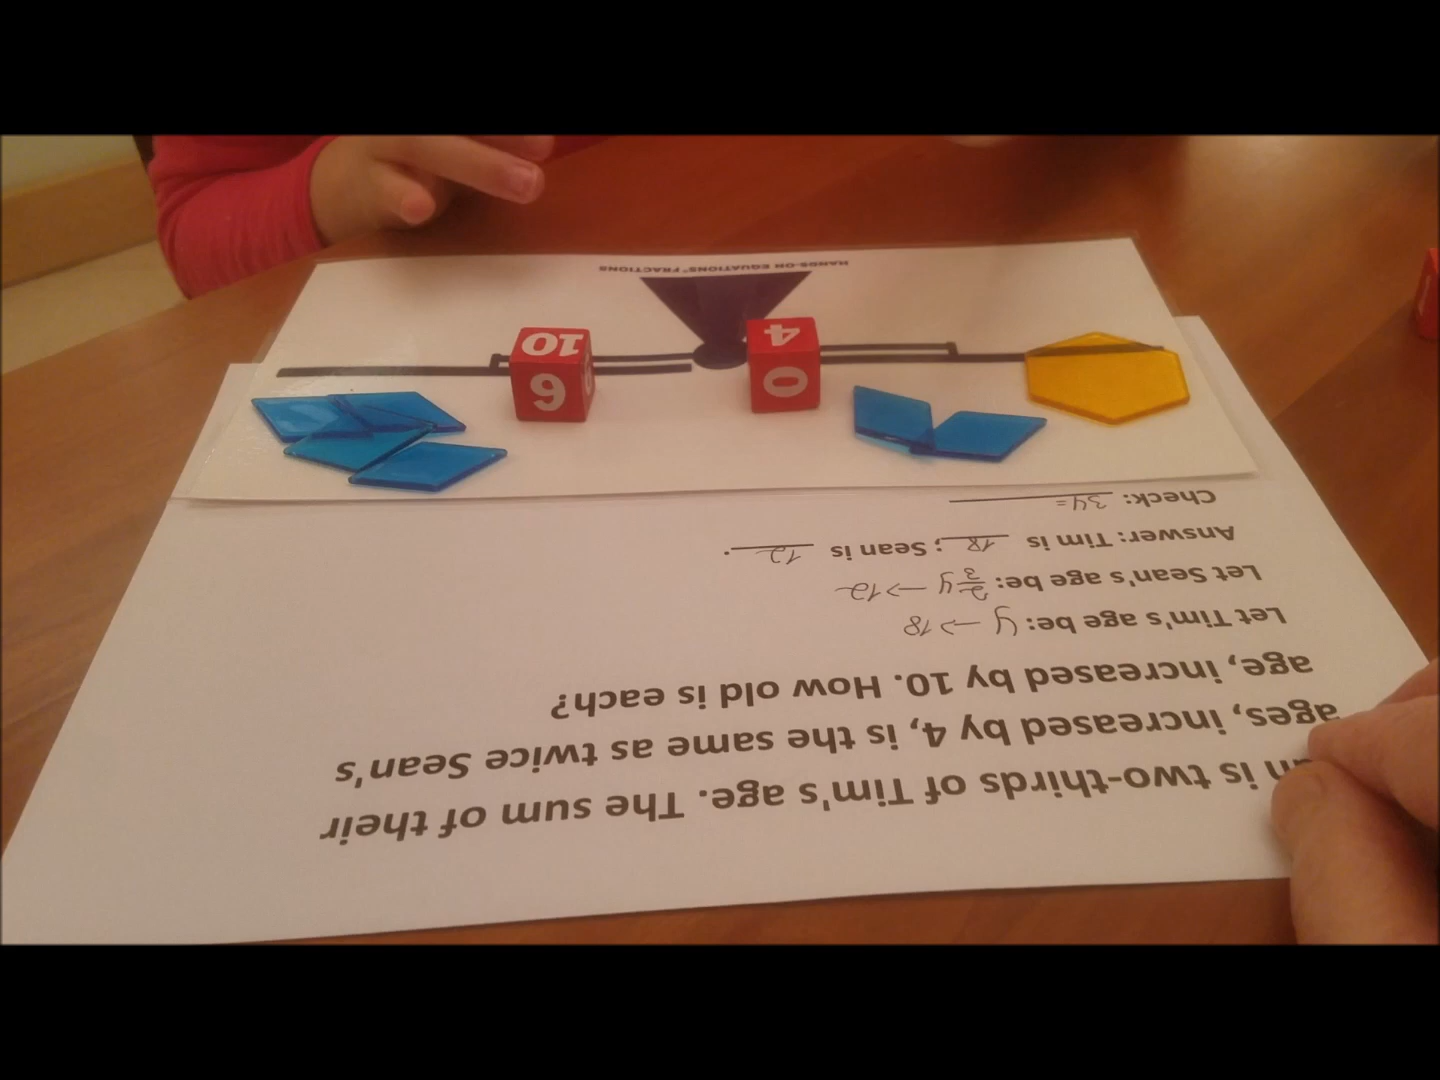 n is two-thirds of Tim's age. The sum of their
ages, increased by 4, is the same as twice Sean's
age, increased by 10. How old is each?
Let Tim's age be: y → 18
Let Sean's age be: 2/3 y → 12
Answer: Tim is 18; Sean is 12.
Check: 34=
4
0
10
6
HANDS-ON EQUATIONS® FRACTIONS